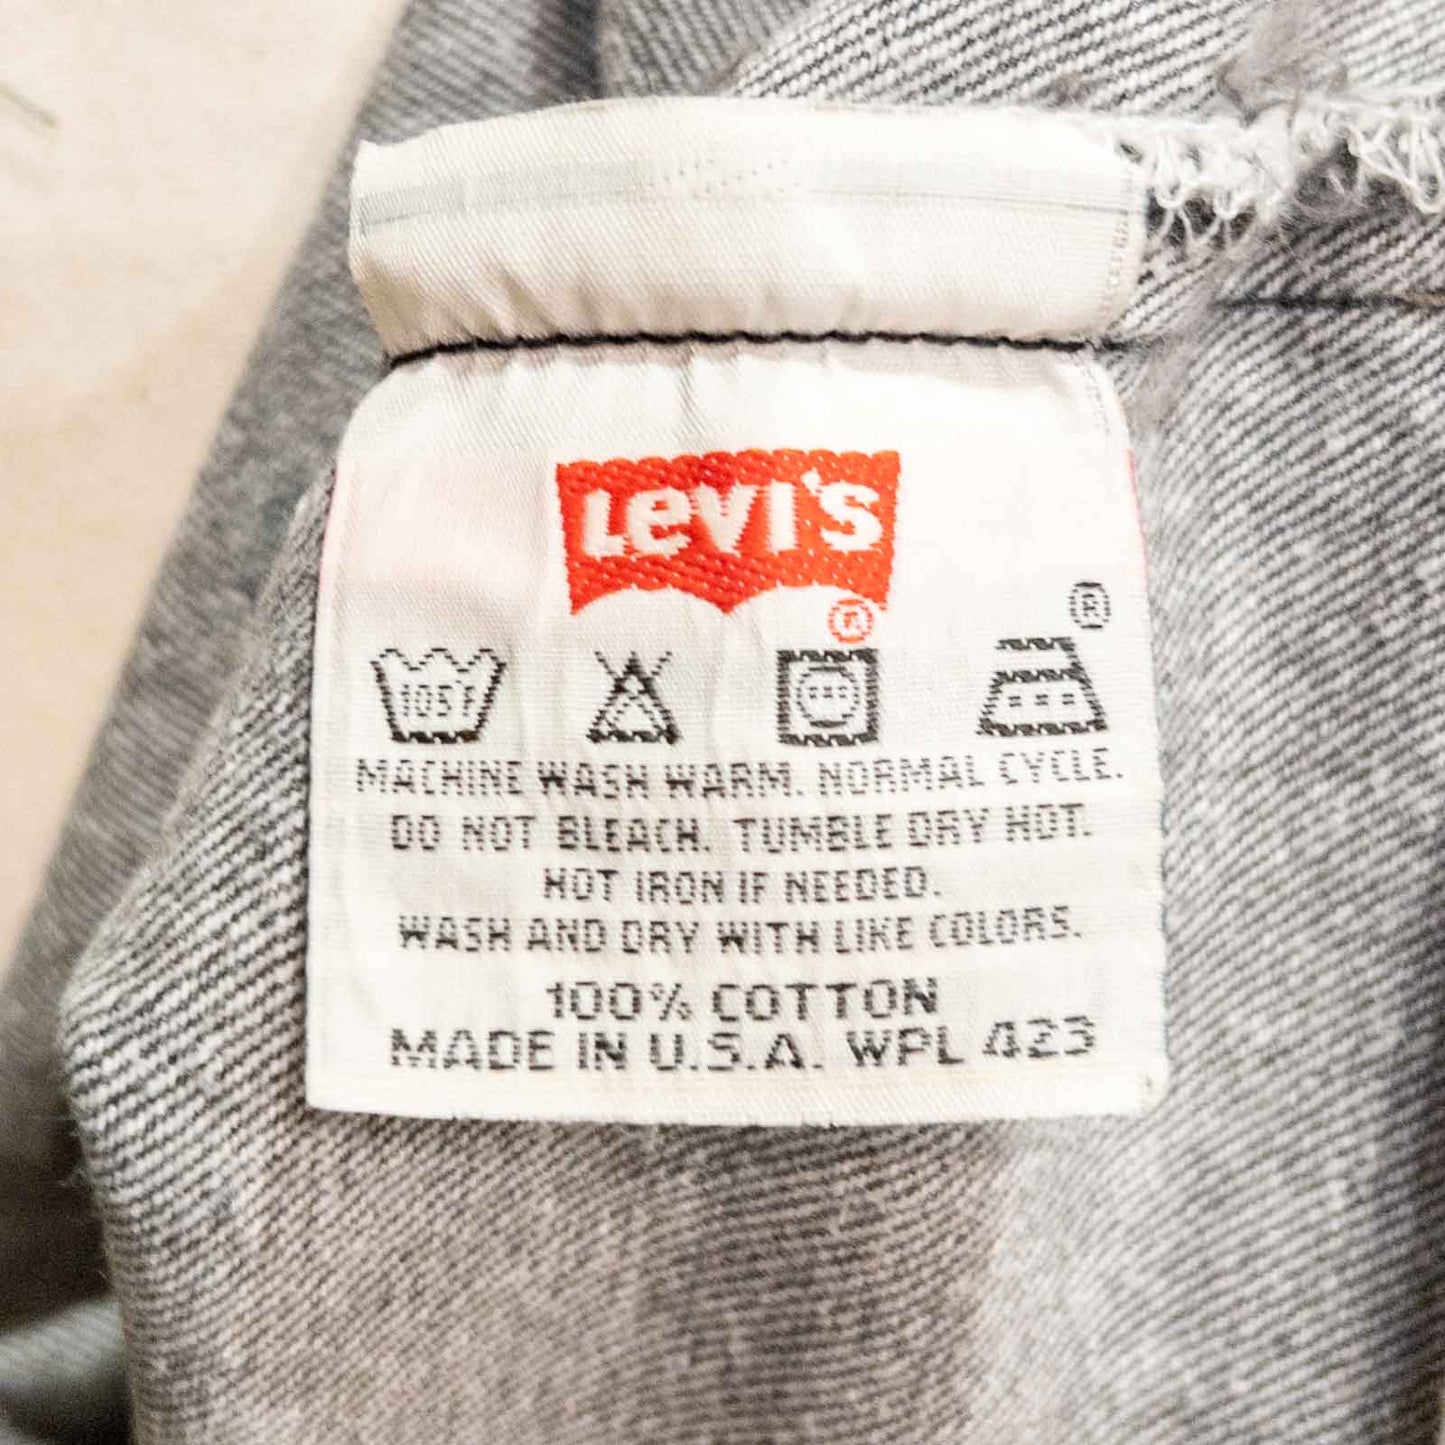 LEVI'S
®
®
105°F
MACHINE WASH WARM. NORMAL CYCLE.
DO NOT BLEACH. TUMBLE DRY HOT.
HOT IRON IF NEEDED.
WASH AND DRY WITH LIKE COLORS.
100% COTTON
MADE IN U.S.A. WPL 423